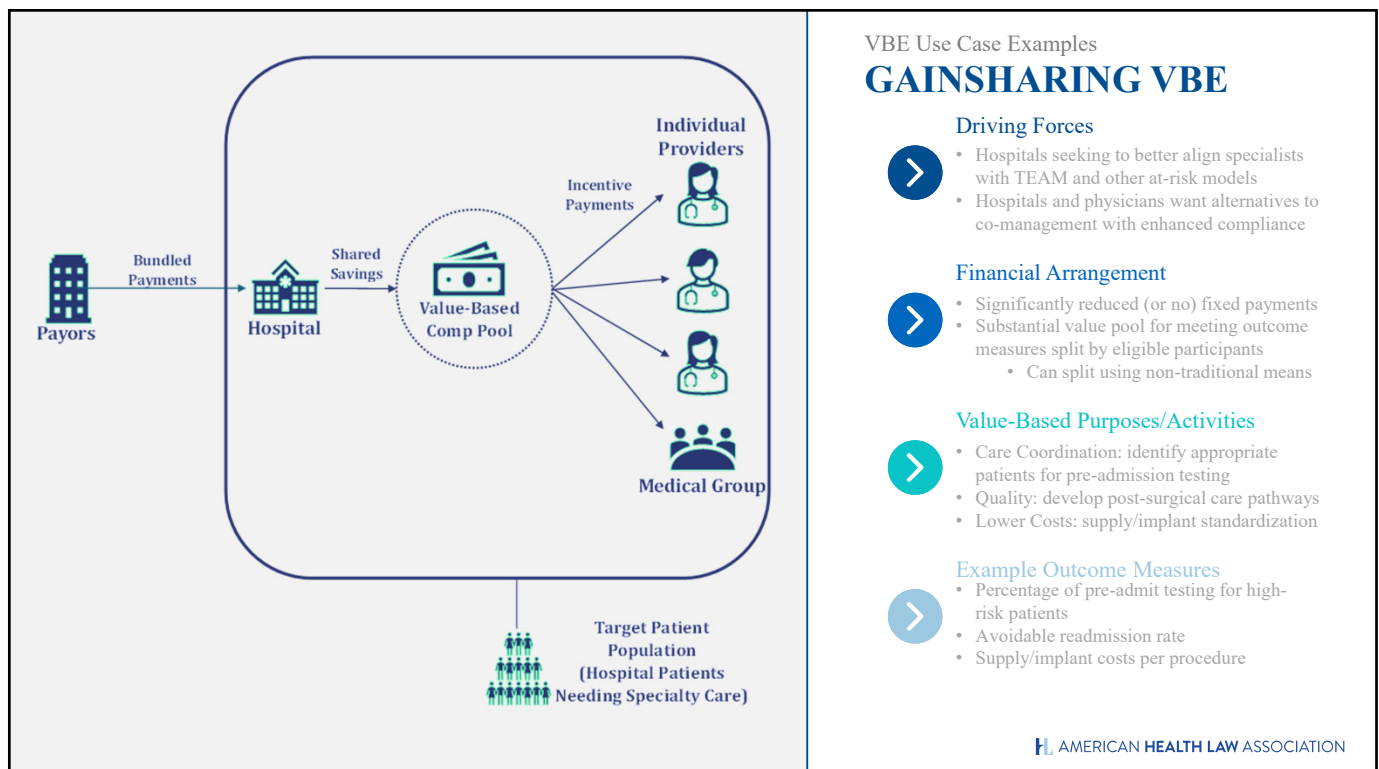 Individual
Providers
Incentive
Payments
Bundled
Payments
Shared
Savings
Payors
Hospital
Value-Based
Comp Pool
Medical Group
Target Patient
Population
(Hospital Patients
Needing Specialty Care)
VBE Use Case Examples
GAINSHARING VBE
Driving Forces
• Hospitals seeking to better align specialists
with TEAM and other at-risk models
• Hospitals and physicians want alternatives to
co-management with enhanced compliance
Financial Arrangement
• Significantly reduced (or no) fixed payments
• Substantial value pool for meeting outcome
measures split by eligible participants
• Can split using non-traditional means
Value-Based Purposes/Activities
• Care Coordination: identify appropriate
patients for pre-admission testing
• Quality: develop post-surgical care pathways
• Lower Costs: supply/implant standardization
Example Outcome Measures
• Percentage of pre-admit testing for high-
risk patients
• Avoidable readmission rate
• Supply/implant costs per procedure
AMERICAN HEALTH LAW ASSOCIATION